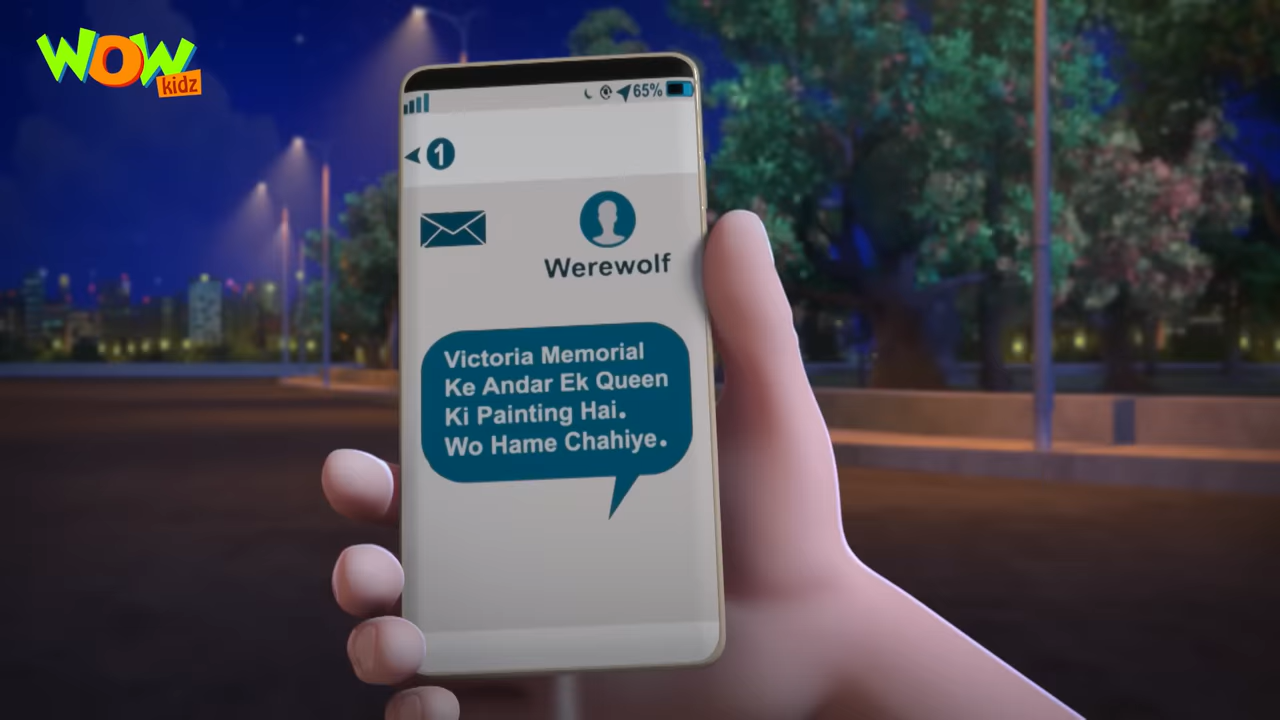 WOW
kidz
65%
1
Werewolf
Victoria Memorial
Ke Andar Ek Queen
Ki Painting Hai.
Wo Hame Chahiye.